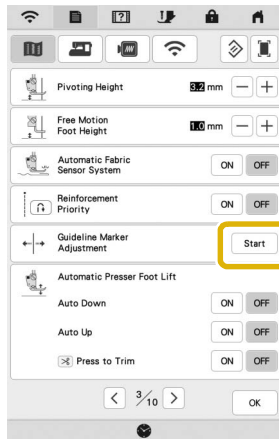 Pivoting Height 3.2 mm − +
Free Motion
Foot Height 1.0 mm − +
Automatic Fabric
Sensor System ON OFF
Reinforcement
Priority ON OFF
Guideline Marker
Adjustment Start
Automatic Presser Foot Lift
Auto Down ON OFF
Auto Up ON OFF
Press to Trim ON OFF
< 3/10 > OK